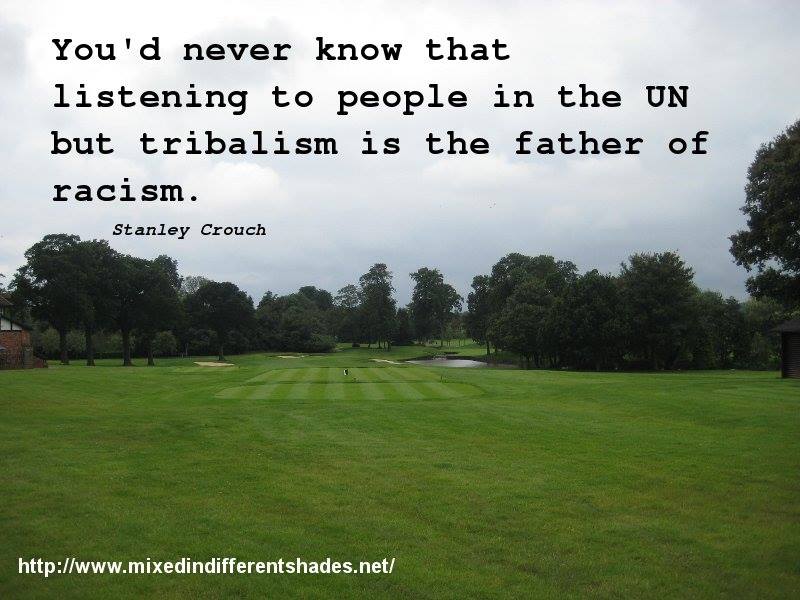 You'd never know that
listening to people in the UN
but tribalism is the father of
racism.
Stanley Crouch
http://www.mixedindifferentshades.net/